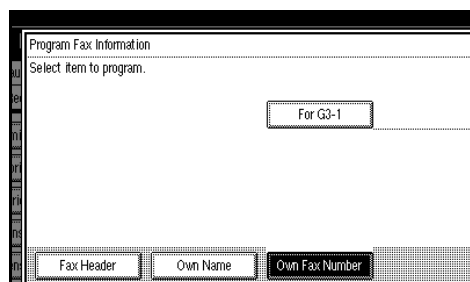 Program Fax Information
Select item to program.
For G3-1
Fax Header
Own Name
Own Fax Number